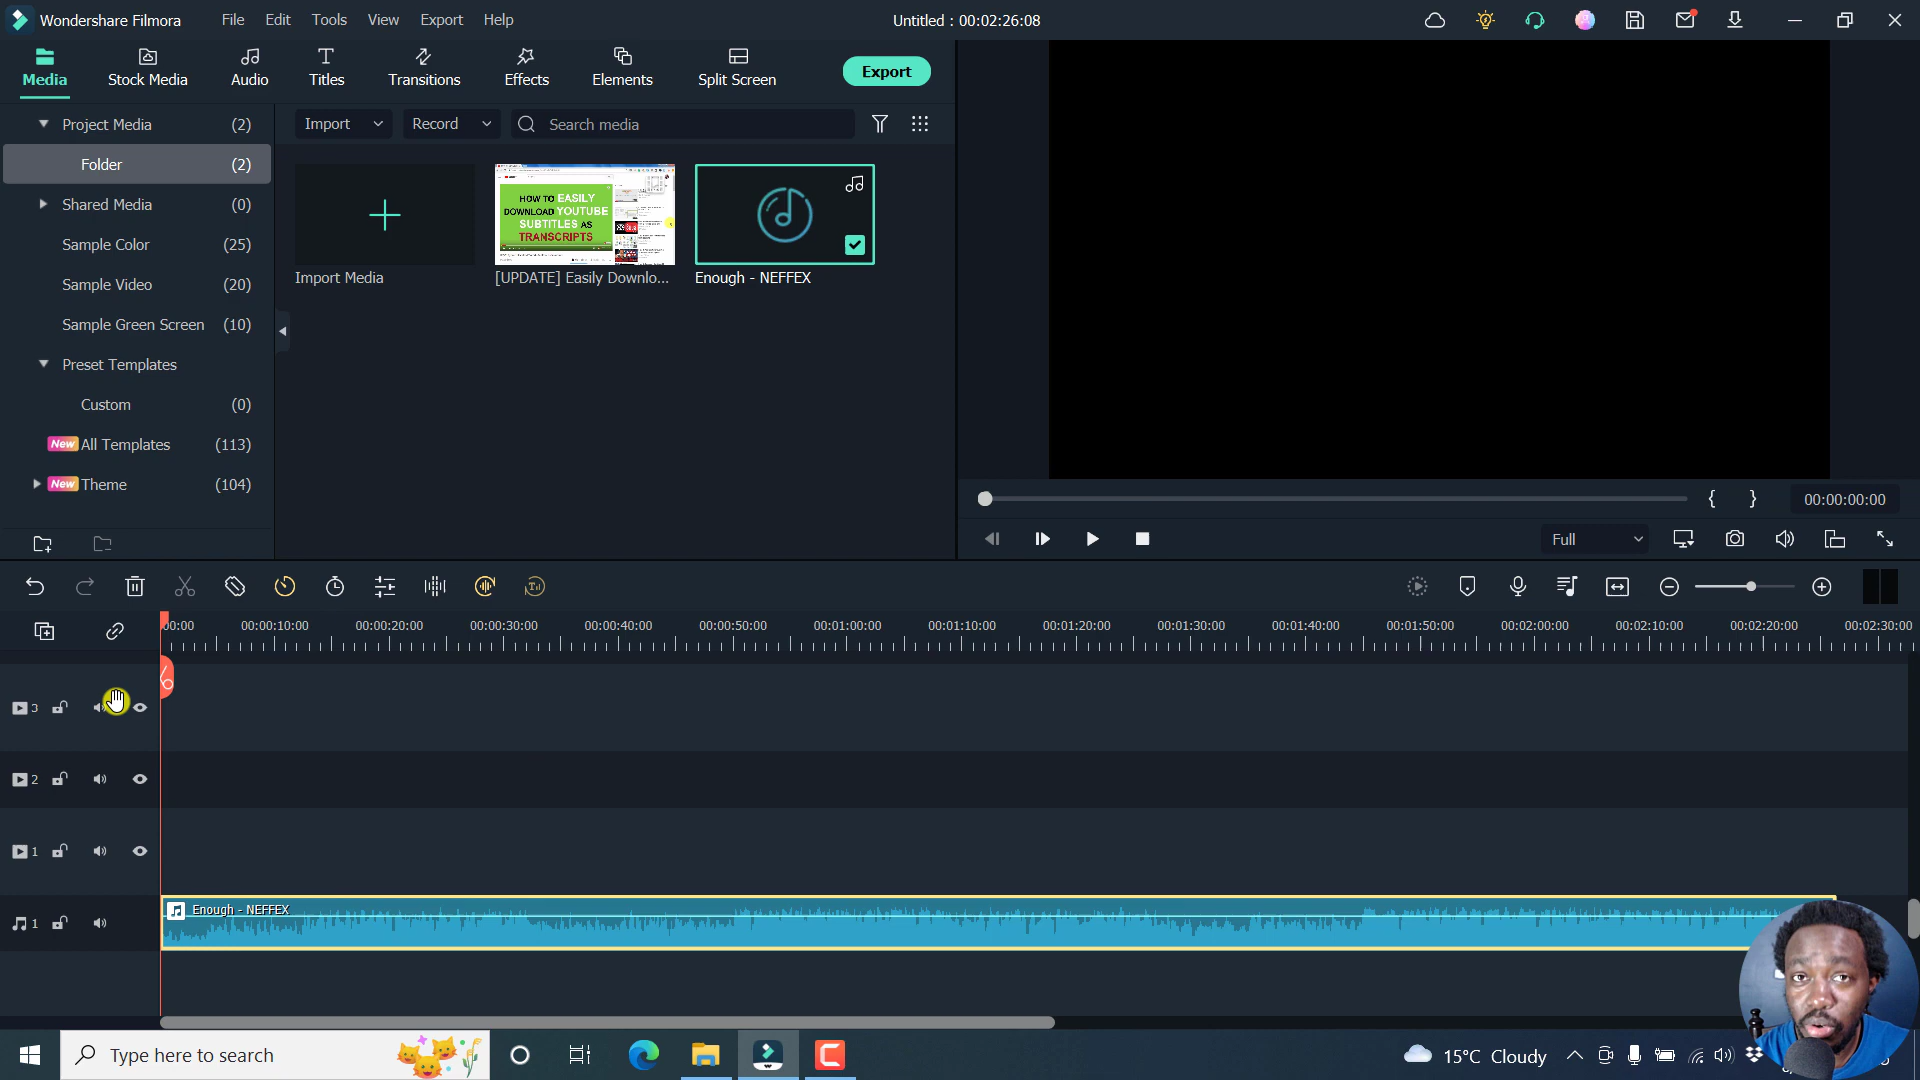 Wondershare Filmora File Edit Tools View Export Help Untitled : 00:02:26:08
Media Stock Media Audio Titles Transitions Effects Elements Split Screen Export
Project Media (2)
Folder (2)
Shared Media (0)
Sample Color (25)
Sample Video (20)
Sample Green Screen (10)
Preset Templates
Custom (0)
New All Templates (113)
New Theme (104)
Import Record Search media
HOW TO EASILY
DOWNLOAD YOUTUBE
SUBTITLES AS
TRANSCRIPTS
Import Media [UPDATE] Easily Downlo... Enough - NEFFEX
00:00:00:00
Full
00:00 00:00:10:00 00:00:20:00 00:00:30:00 00:00:40:00 00:00:50:00 00:01:00:00 00:01:10:00 00:01:20:00 00:01:30:00 00:01:40:00 00:01:50:00 00:02:00:00 00:02:10:00 00:02:20:00 00:02:30:00
3
2
1
1
Enough - NEFFEX
Type here to search
15°C Cloudy